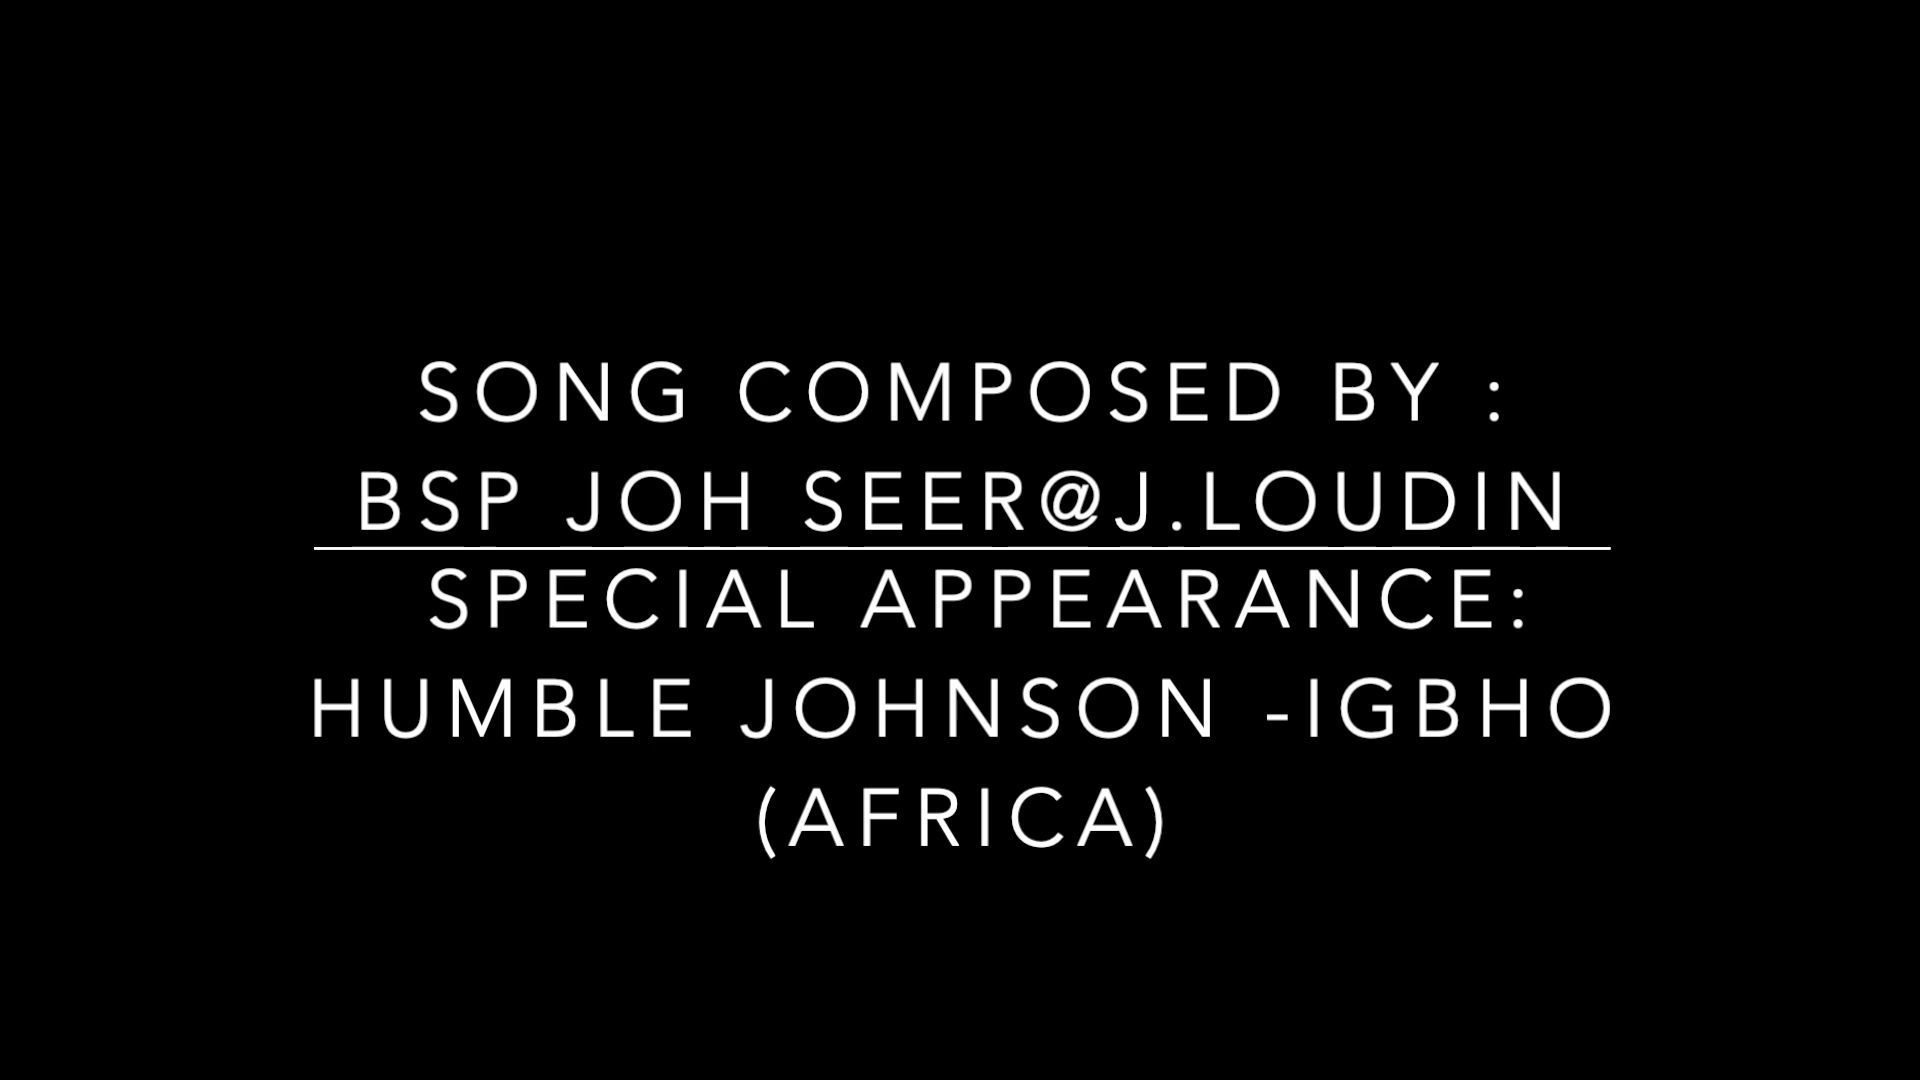 SONG COMPOSED BY :
BSP JOH SEER@J.LOUDIN
SPECIAL APPEARANCE:
HUMBLE JOHNSON -IGBHO
(AFRICA)